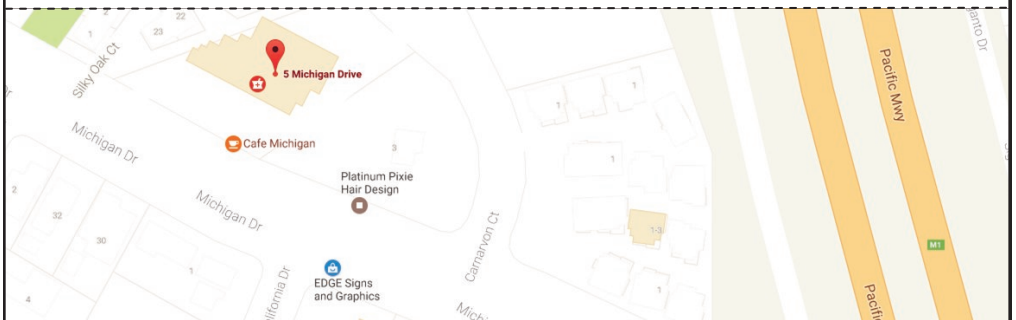 22
2
23
1
Silky Oak Ct
5 Michigan Drive
Pacific Mwy
Michigan Dr
Cafe Michigan
3
1
1
1
Platinum Pixie
Hair Design
2
32
30
Michigan Dr
1
1-3
M1
Carnarvon Ct
EDGE Signs
and Graphics
1
1
4